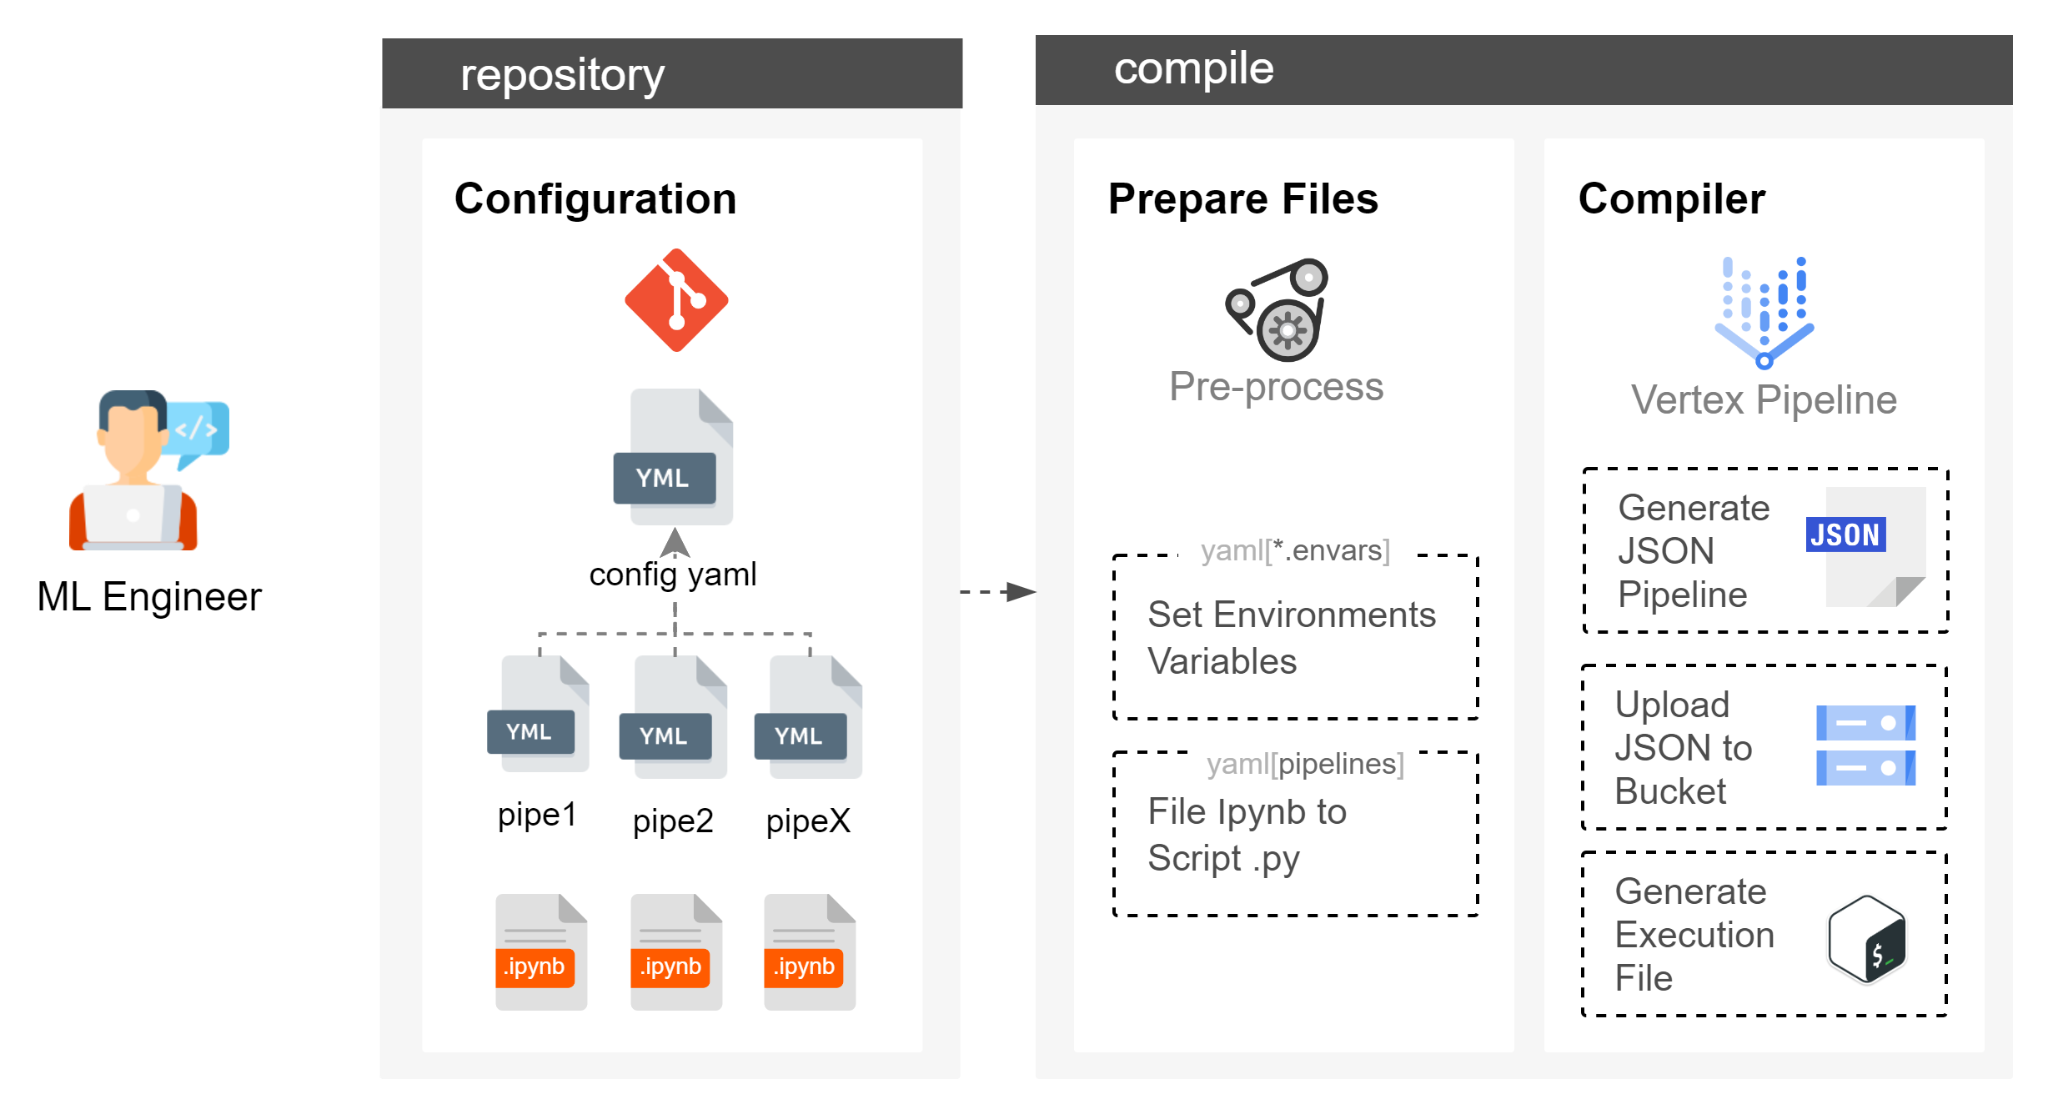 repository
compile
Configuration
Prepare Files
Compiler
Pre-process
Vertex Pipeline
</>
ML Engineer
YML
config yaml
YML
YML
YML
pipe1
pipe2
pipeX
.ipynb
.ipynb
.ipynb
yaml[*.envars]
Set Environments
Variables
yaml[pipelines]
File Ipynb to
Script .py
Generate
JSON
Pipeline
JSON
Upload
JSON to
Bucket
Generate
Execution
File
$_